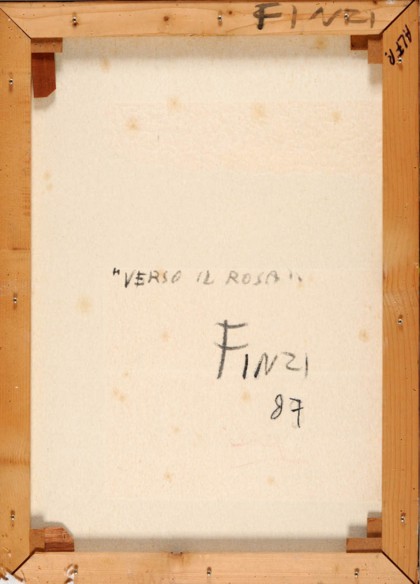 FINZI
ALFR.
"VERSO IL ROSA".
FINZI
87